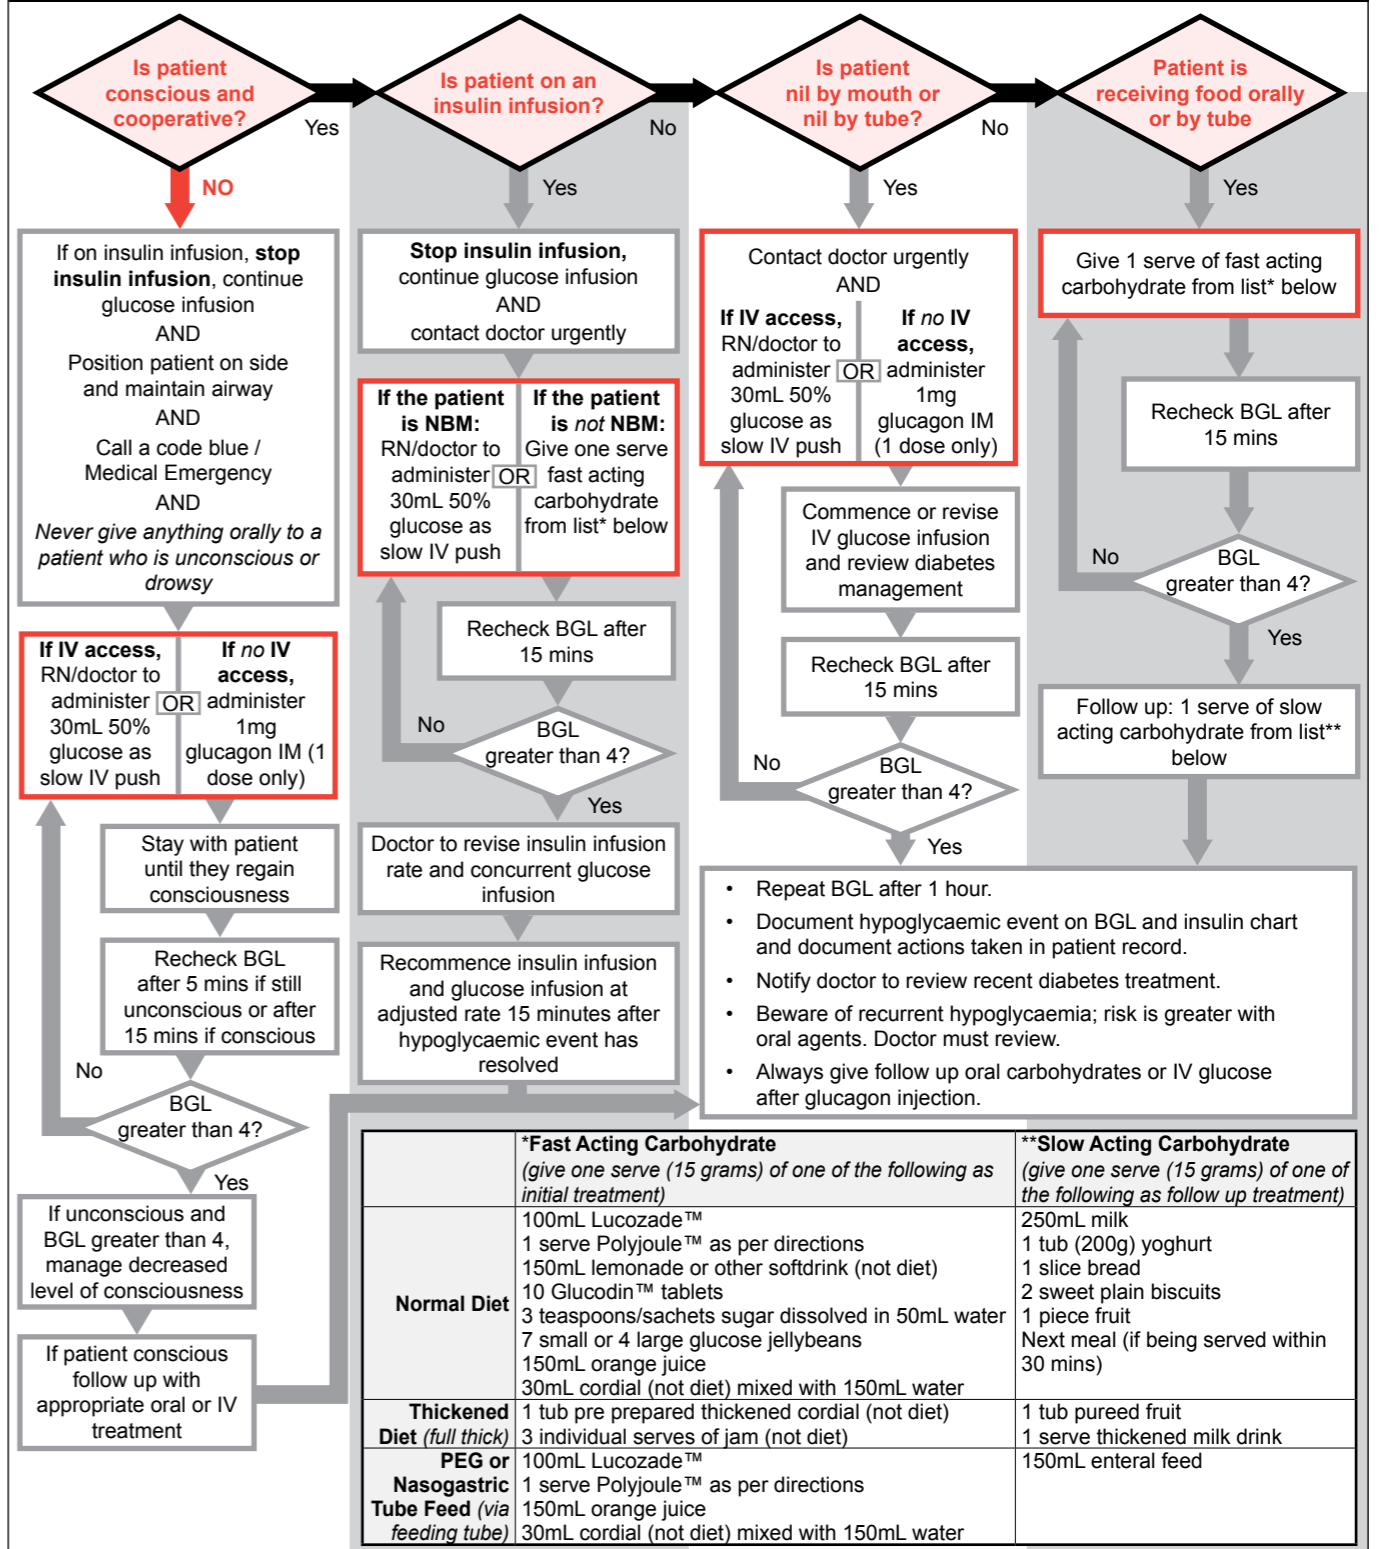 Is patient
conscious and
cooperative?
Yes
Is patient on an
insulin infusion?
No
Is patient
nil by mouth or
nil by tube?
No
Patient is
receiving food orally
or by tube
NO
If on insulin infusion, stop
insulin infusion, continue
glucose infusion
AND
Position patient on side
and maintain airway
AND
Call a code blue /
Medical Emergency
AND
Never give anything orally to a
patient who is unconscious or
drowsy
If IV access,
RN/doctor to
administer
30mL 50%
glucose as
slow IV push
OR
If no IV
access,
administer
1mg
glucagon IM (1
dose only)
Stay with patient
until they regain
consciousness
Recheck BGL
after 5 mins if still
unconscious or after
15 mins if conscious
No
BGL
greater than 4?
Yes
If unconscious and
BGL greater than 4,
manage decreased
level of consciousness
If patient conscious
follow up with
appropriate oral or IV
treatment
Yes
Stop insulin infusion,
continue glucose infusion
AND
contact doctor urgently
If the patient
is NBM:
RN/doctor to
administer
30mL 50%
glucose as
slow IV push
OR
If the patient
is not NBM:
Give one serve
fast acting
carbohydrate
from list* below
Recheck BGL after
15 mins
No
BGL
greater than 4?
Yes
Doctor to revise insulin infusion
rate and concurrent glucose
infusion
Recommence insulin infusion
and glucose infusion at
adjusted rate 15 minutes after
hypoglycaemic event has
resolved
Yes
Contact doctor urgently
AND
If IV access,
RN/doctor to
administer
30mL 50%
glucose as
slow IV push
OR
If no IV
access,
administer
1mg
glucagon IM
(1 dose only)
Commence or revise
IV glucose infusion
and review diabetes
management
Recheck BGL after
15 mins
No
BGL
greater than 4?
Yes
Yes
Give 1 serve of fast acting
carbohydrate from list* below
Recheck BGL after
15 mins
No
BGL
greater than 4?
Yes
Follow up: 1 serve of slow
acting carbohydrate from list**
below
• Repeat BGL after 1 hour.
• Document hypoglycaemic event on BGL and insulin chart
and document actions taken in patient record.
• Notify doctor to review recent diabetes treatment.
• Beware of recurrent hypoglycaemia; risk is greater with
oral agents. Doctor must review.
• Always give follow up oral carbohydrates or IV glucose
after glucagon injection.
*Fast Acting Carbohydrate
(give one serve (15 grams) of one of the following as
initial treatment)
**Slow Acting Carbohydrate
(give one serve (15 grams) of one of
the following as follow up treatment)
Normal Diet
100mL Lucozade™
1 serve Polyjoule™ as per directions
150mL lemonade or other softdrink (not diet)
10 Glucodin™ tablets
3 teaspoons/sachets sugar dissolved in 50mL water
7 small or 4 large glucose jellybeans
150mL orange juice
30mL cordial (not diet) mixed with 150mL water
250mL milk
1 tub (200g) yoghurt
1 slice bread
2 sweet plain biscuits
1 piece fruit
Next meal (if being served within
30 mins)
Thickened
Diet (full thick)
1 tub pre prepared thickened cordial (not diet)
3 individual serves of jam (not diet)
1 tub pureed fruit
1 serve thickened milk drink
PEG or
Nasogastric
Tube Feed (via
feeding tube)
100mL Lucozade™
1 serve Polyjoule™ as per directions
150mL orange juice
30mL cordial (not diet) mixed with 150mL water
150mL enteral feed